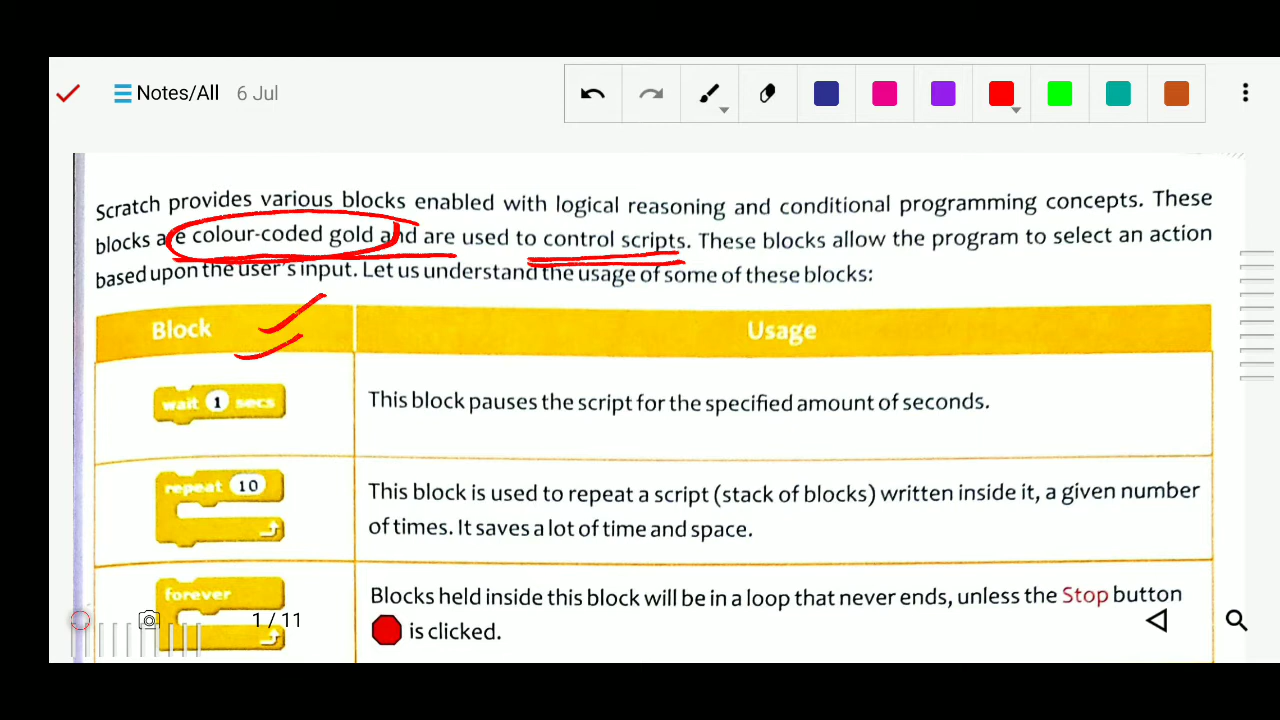 Notes/All 6 Jul
Scratch provides various blocks enabled with logical reasoning and conditional programming concepts. These
blocks are colour-coded gold and are used to control scripts. These blocks allow the program to select an action
based upon the user's input. Let us understand the usage of some of these blocks:
Block Usage
wait 1 secs This block pauses the script for the specified amount of seconds.
repeat 10 This block is used to repeat a script (stack of blocks) written inside it, a given number
of times. It saves a lot of time and space.
forever Blocks held inside this block will be in a loop that never ends, unless the Stop button
1 / 11 is clicked.